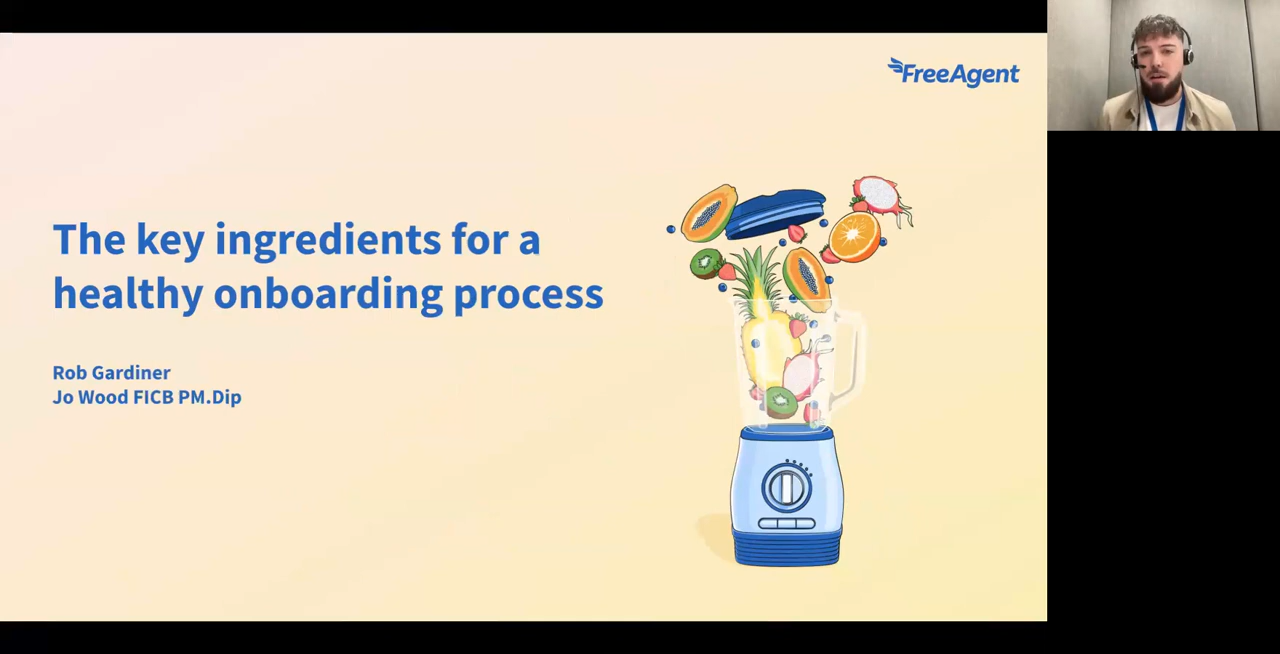 FreeAgent
The key ingredients for a
healthy onboarding process
Rob Gardiner
Jo Wood FICB PM.Dip